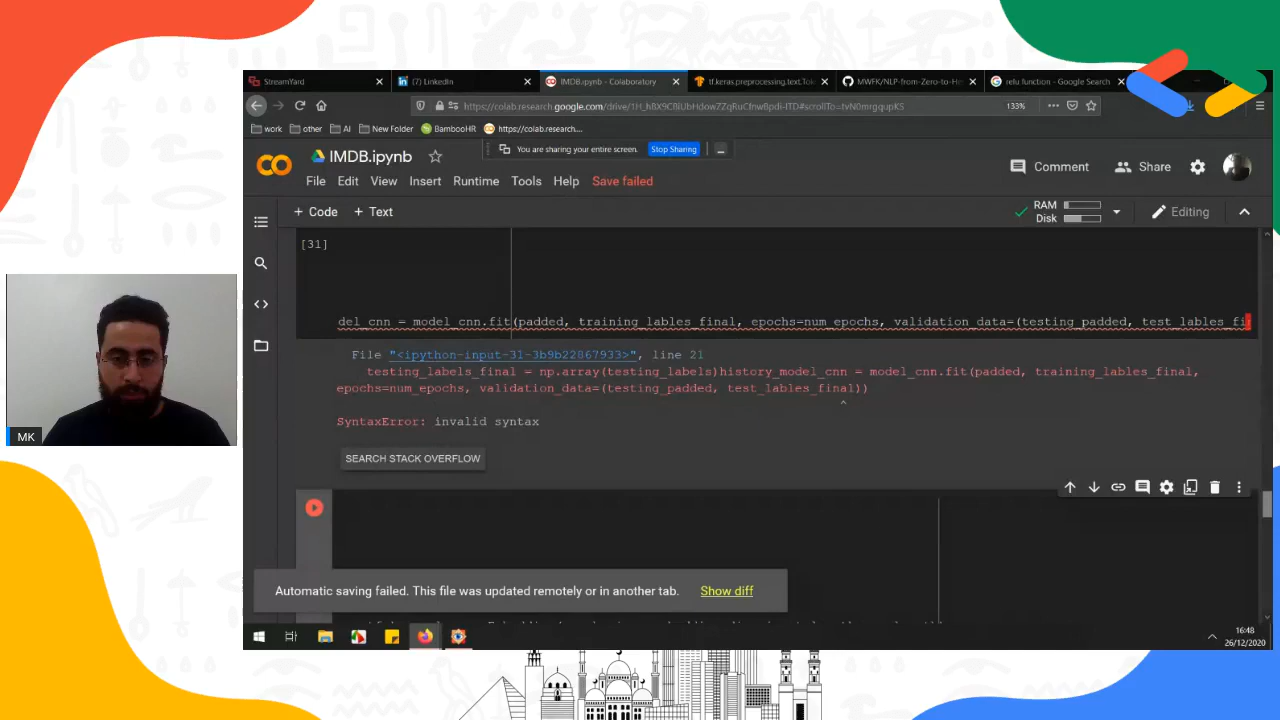 StreamYard
(7) LinkedIn
IMDB.ipynb - Colaboratory
tf.keras.preprocessing.text.Tok
MWFK/NLP-from-Zero-to-He
relu function - Google Search
https://colab.research.google.com/drive/
133%
work
other
AI
New Folder
BambooHR
https://colab.research....
You are sharing your entire screen.
Stop Sharing
IMDB.ipynb
Comment
Share
File
Edit
View
Insert
Runtime
Tools
Help
Save failed
+ Code
+ Text
RAM
Disk
Editing
[31]
del_cnn = model_cnn.fit(padded, training_lables_final, epochs=num_epochs, validation_data=(testing_padded, test_lables_fi
File "<ipython-input-31-3b9b22867933>", line 21
testing_labels_final = np.array(testing_labels)history_model_cnn = model_cnn.fit(padded, training_lables_final,
epochs=num_epochs, validation_data=(testing_padded, test_lables_final))
^
SyntaxError: invalid syntax
SEARCH STACK OVERFLOW
MK
Automatic saving failed. This file was updated remotely or in another tab.
Show diff
16:48
26/12/2020